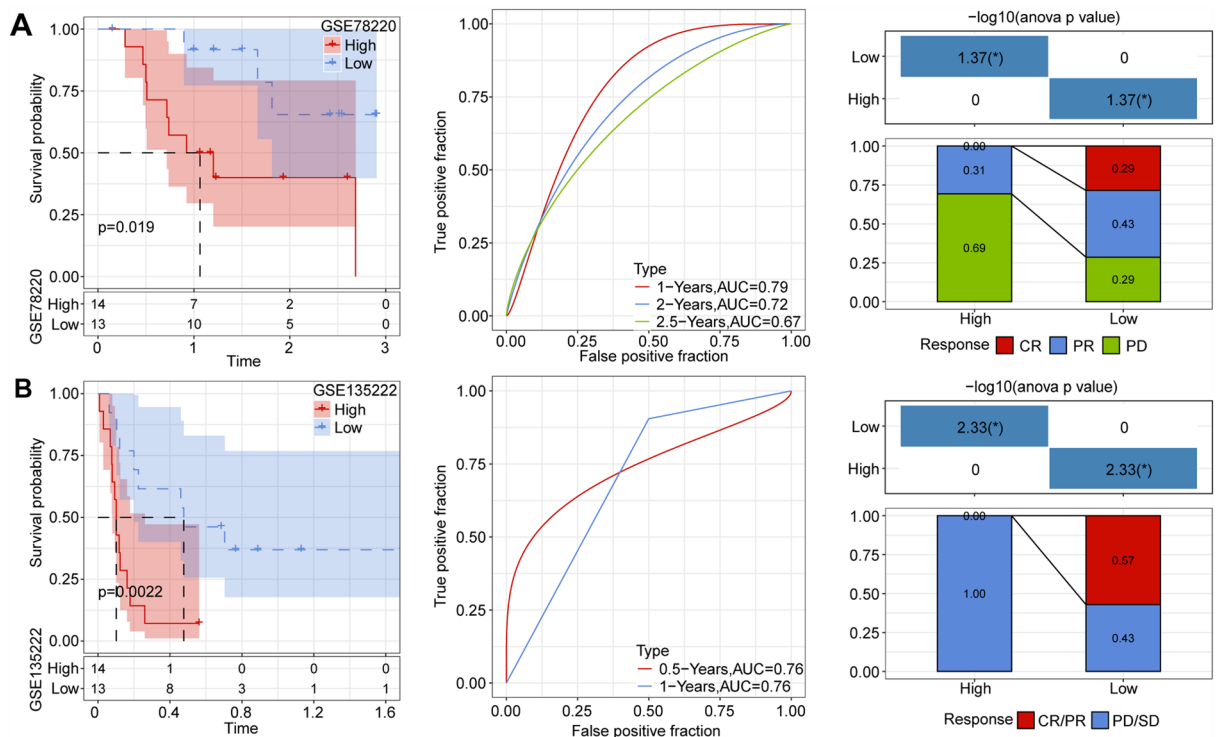 A
GSE78220
High
Low
Survival probability
1.00
0.75
0.50
0.25
0.00
p=0.019
GSE78220
High 14 7 2 0
Low 13 10 5 0
0 1 2 3
Time
True positive fraction
1.00
0.75
0.50
0.25
0.00
Type
1-Years,AUC=0.79
2-Years,AUC=0.72
2.5-Years,AUC=0.67
0.00 0.25 0.50 0.75 1.00
False positive fraction
-log10(anova p value)
Low 1.37(*) 0
High 0 1.37(*)
1.00
0.75
0.50
0.25
0.00
0.00
0.31
0.69
0.29
0.43
0.29
High Low
Response CR PR PD
B
GSE135222
High
Low
Survival probability
1.00
0.75
0.50
0.25
0.00
p=0.0022
GSE135222
High 14 1 0 0 0
Low 13 8 3 1 1
0 0.4 0.8 1.2 1.6
Time
True positive fraction
1.00
0.75
0.50
0.25
0.00
Type
0.5-Years,AUC=0.76
1-Years,AUC=0.76
0.00 0.25 0.50 0.75 1.00
False positive fraction
-log10(anova p value)
Low 2.33(*) 0
High 0 2.33(*)
1.00
0.75
0.50
0.25
0.00
0.00
1.00
0.57
0.43
High Low
Response CR/PR PD/SD